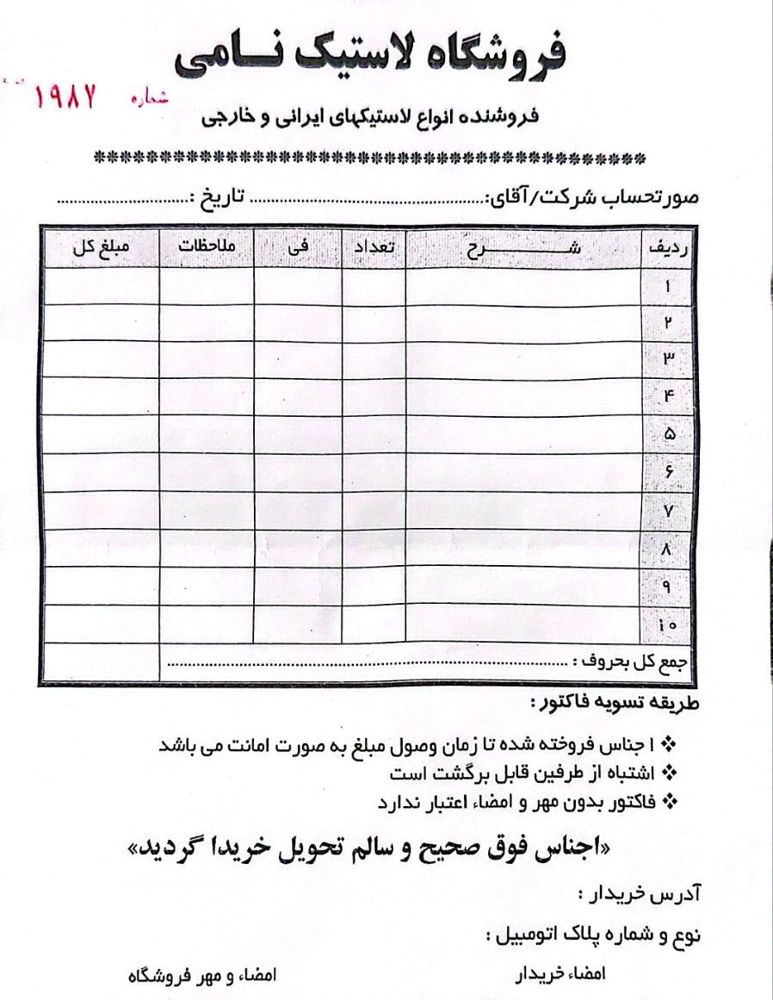 فروشگاه لاستیک نـــامی
شماره ۱۹۸۷
فروشنده انواع لاستیکهای ایرانی و خارجی
**********************************************
صورتحساب شرکت/آقای:.................................................... تاریخ :.............................
ردیف شـــــــــرح تعداد فی ملاحظات مبلغ کل
۱
۲
۳
۴
۵
۶
۷
۸
۹
۱۰
جمع کل بحروف : ........................................................................................
طریقه تسویه فاکتور :
❖ اجناس فروخته شده تا زمان وصول مبلغ به صورت امانت می باشد
❖ اشتباه از طرفین قابل برگشت است
❖ فاکتور بدون مهر و امضاء اعتبار ندارد
«اجناس فوق صحیح و سالم تحویل خریدا گردید»
آدرس خریدار :
نوع و شماره پلاک اتومبیل :
امضاء خریدار امضاء و مهر فروشگاه